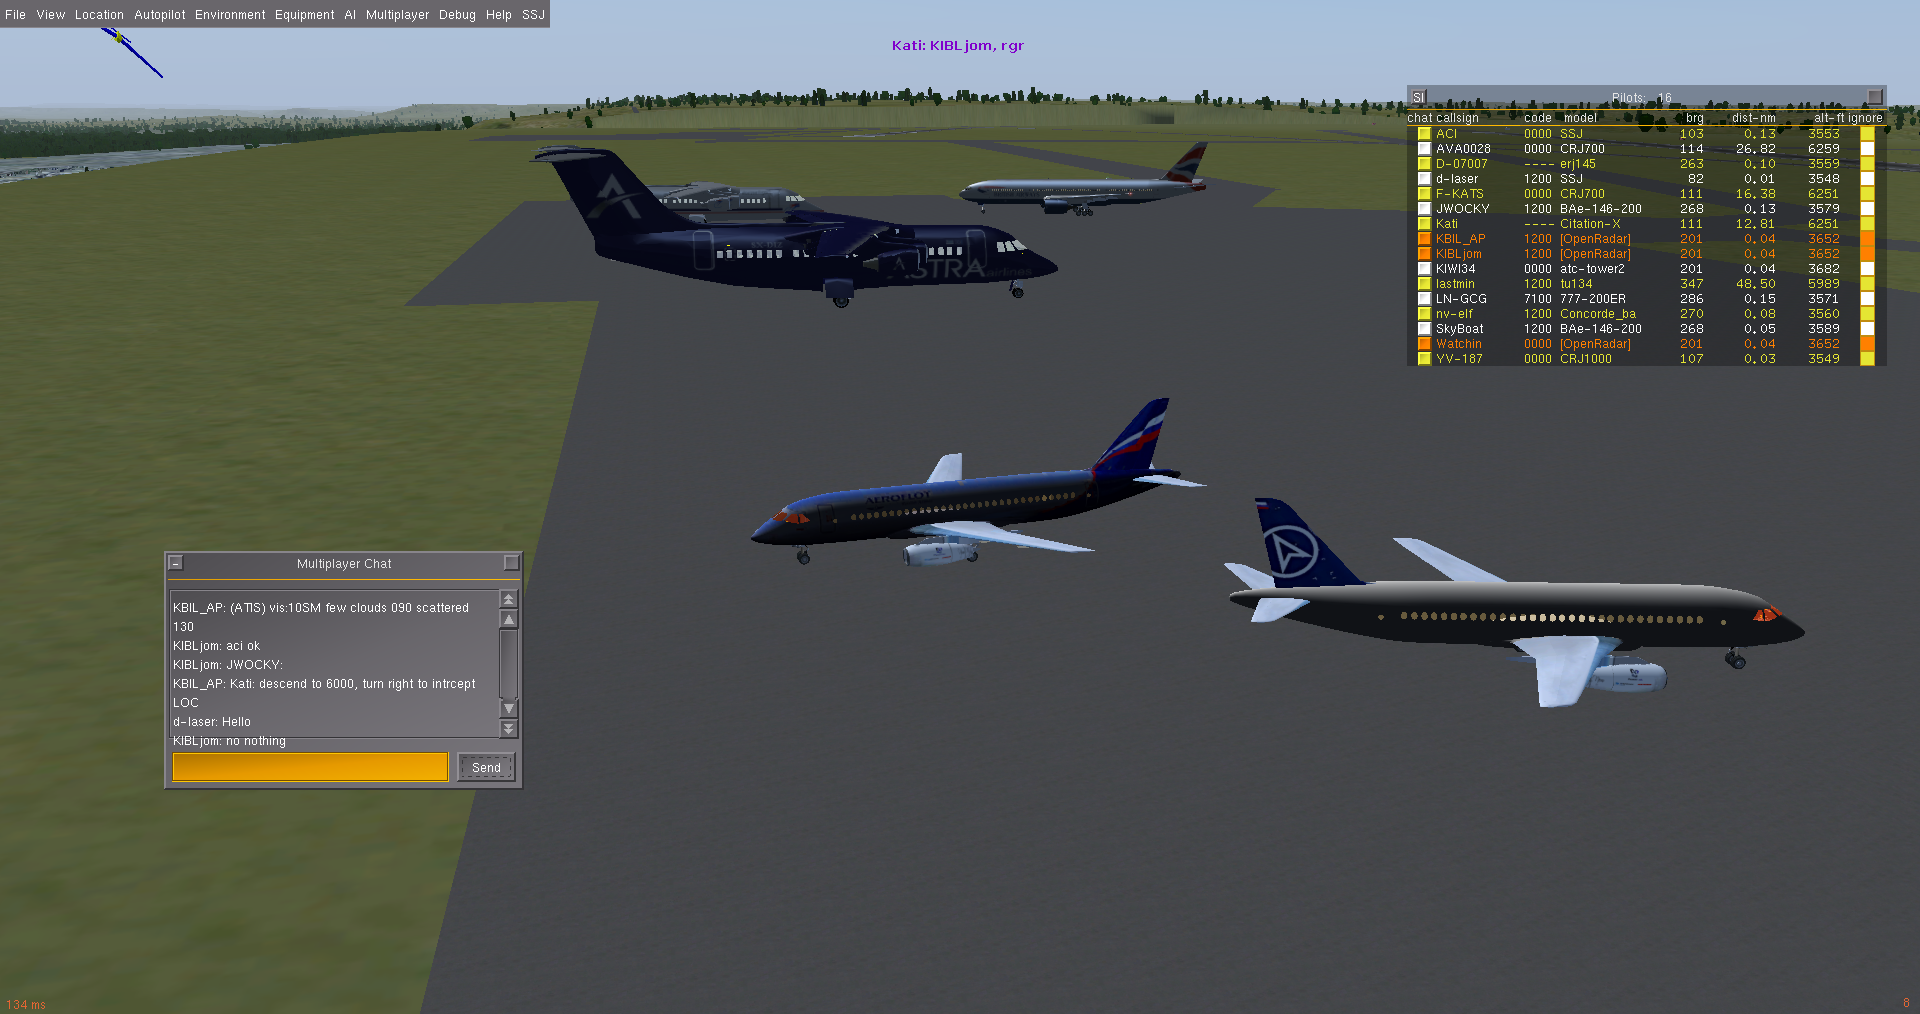 File View Location Autopilot Environment Equipment AI Multiplayer Debug Help SSJ
Kati: KIBLjom, rgr
SI Pilots: 16
chat callsign code model brg dist-nm alt-ft ignore
ACI 0000 SSJ 103 0.13 3553
AVA0028 0000 CRJ700 114 26.82 6259
D-07007 ---- erj145 263 0.10 3559
d-laser 1200 SSJ 82 0.01 3548
F-KATS 0000 CRJ700 111 16.38 6251
JWOCKY 1200 BAe-146-200 268 0.13 3579
Kati ---- Citation-X 111 12.81 6251
KBIL_AP 1200 [OpenRadar] 201 0.04 3652
KIBLjom 1200 [OpenRadar] 201 0.04 3652
KIWI34 0000 atc-tower2 201 0.04 3682
lastmin 1200 tu134 347 48.50 5989
LN-GCG 7100 777-200ER 286 0.15 3571
nv-elf 1200 Concorde_ba 270 0.08 3560
SkyBoat 1200 BAe-146-200 268 0.05 3589
Watchin 0000 [OpenRadar] 201 0.04 3652
YV-187 0000 CRJ1000 107 0.03 3549
ASTRA airlines
AEROFLOT
Multiplayer Chat
KBIL_AP: (ATIS) vis:10SM few clouds 090 scattered
130
KIBLjom: aci ok
KIBLjom: JWOCKY:
KBIL_AP: Kati: descend to 6000, turn right to intrcept
LOC
d-laser: Hello
KIBLjom: no nothing
Send
134 ms
8